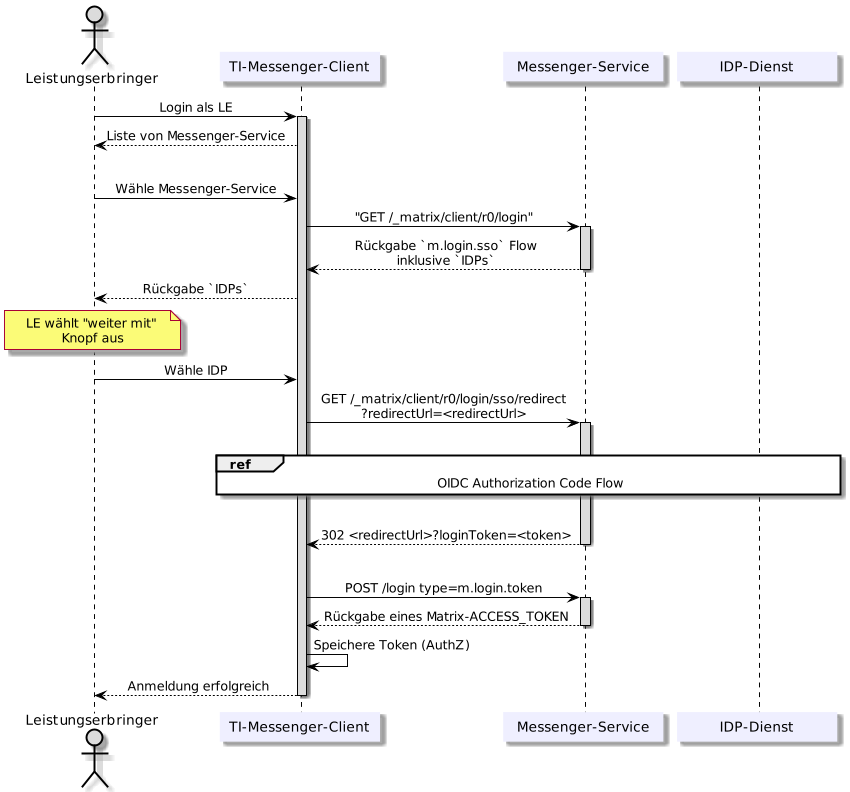 Leistungserbringer
TI-Messenger-Client
Messenger-Service
IDP-Dienst
Login als LE
Liste von Messenger-Service
Wähle Messenger-Service
"GET /_matrix/client/r0/login"
Rückgabe `m.login.sso` Flow
inklusive `IDPs`
Rückgabe `IDPs`
LE wählt "weiter mit"
Knopf aus
Wähle IDP
GET /_matrix/client/r0/login/sso/redirect
?redirectUrl=<redirectUrl>
ref
OIDC Authorization Code Flow
302 <redirectUrl>?loginToken=<token>
POST /login type=m.login.token
Rückgabe eines Matrix-ACCESS_TOKEN
Speichere Token (AuthZ)
Anmeldung erfolgreich
Leistungserbringer
TI-Messenger-Client
Messenger-Service
IDP-Dienst